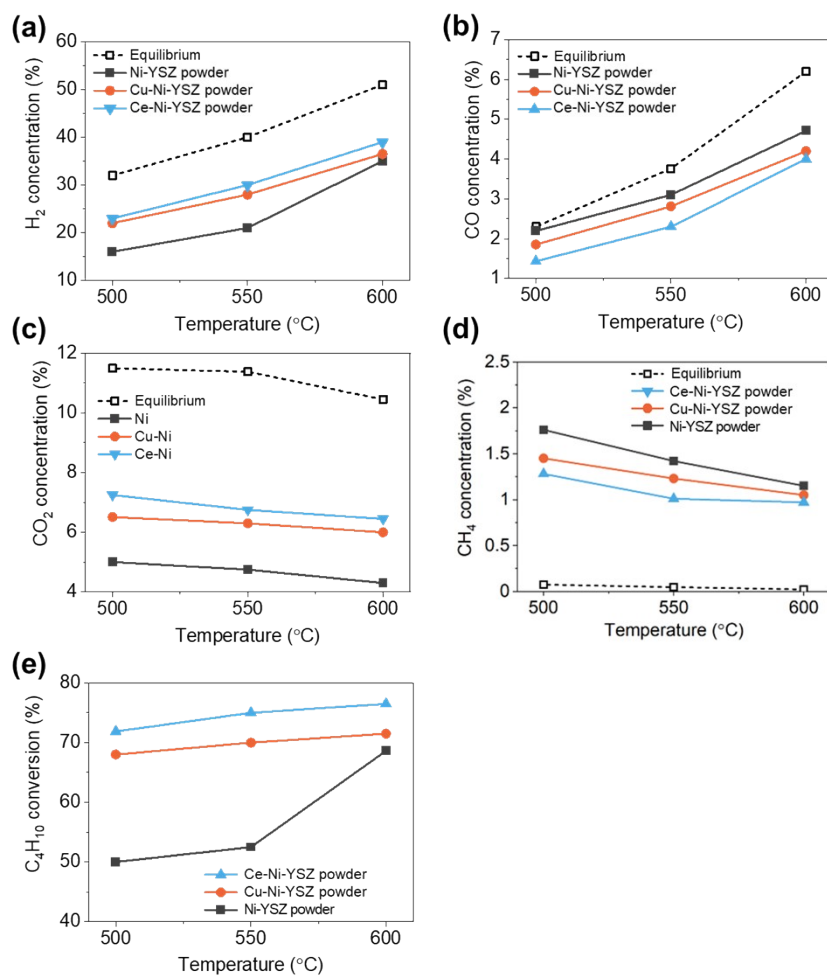 (a)
60
50
40
30
20
10
H₂ concentration (%)
Equilibrium
Ni-YSZ powder
Cu-Ni-YSZ powder
Ce-Ni-YSZ powder
500 550 600
Temperature (°C)
(b)
7
6
5
4
3
2
1
CO concentration (%)
Equilibrium
Ni-YSZ powder
Cu-Ni-YSZ powder
Ce-Ni-YSZ powder
500 550 600
Temperature (°C)
(c)
12
10
8
6
4
CO₂ concentration (%)
Equilibrium
Ni
Cu-Ni
Ce-Ni
500 550 600
Temperature (°C)
(d)
2.5
2
1.5
1
0.5
0
CH₄ concentration (%)
Equilibrium
Ce-Ni-YSZ powder
Cu-Ni-YSZ powder
Ni-YSZ powder
500 550 600
Temperature (°C)
(e)
80
70
60
50
40
C₄H₁₀ conversion (%)
Ce-Ni-YSZ powder
Cu-Ni-YSZ powder
Ni-YSZ powder
500 550 600
Temperature (°C)